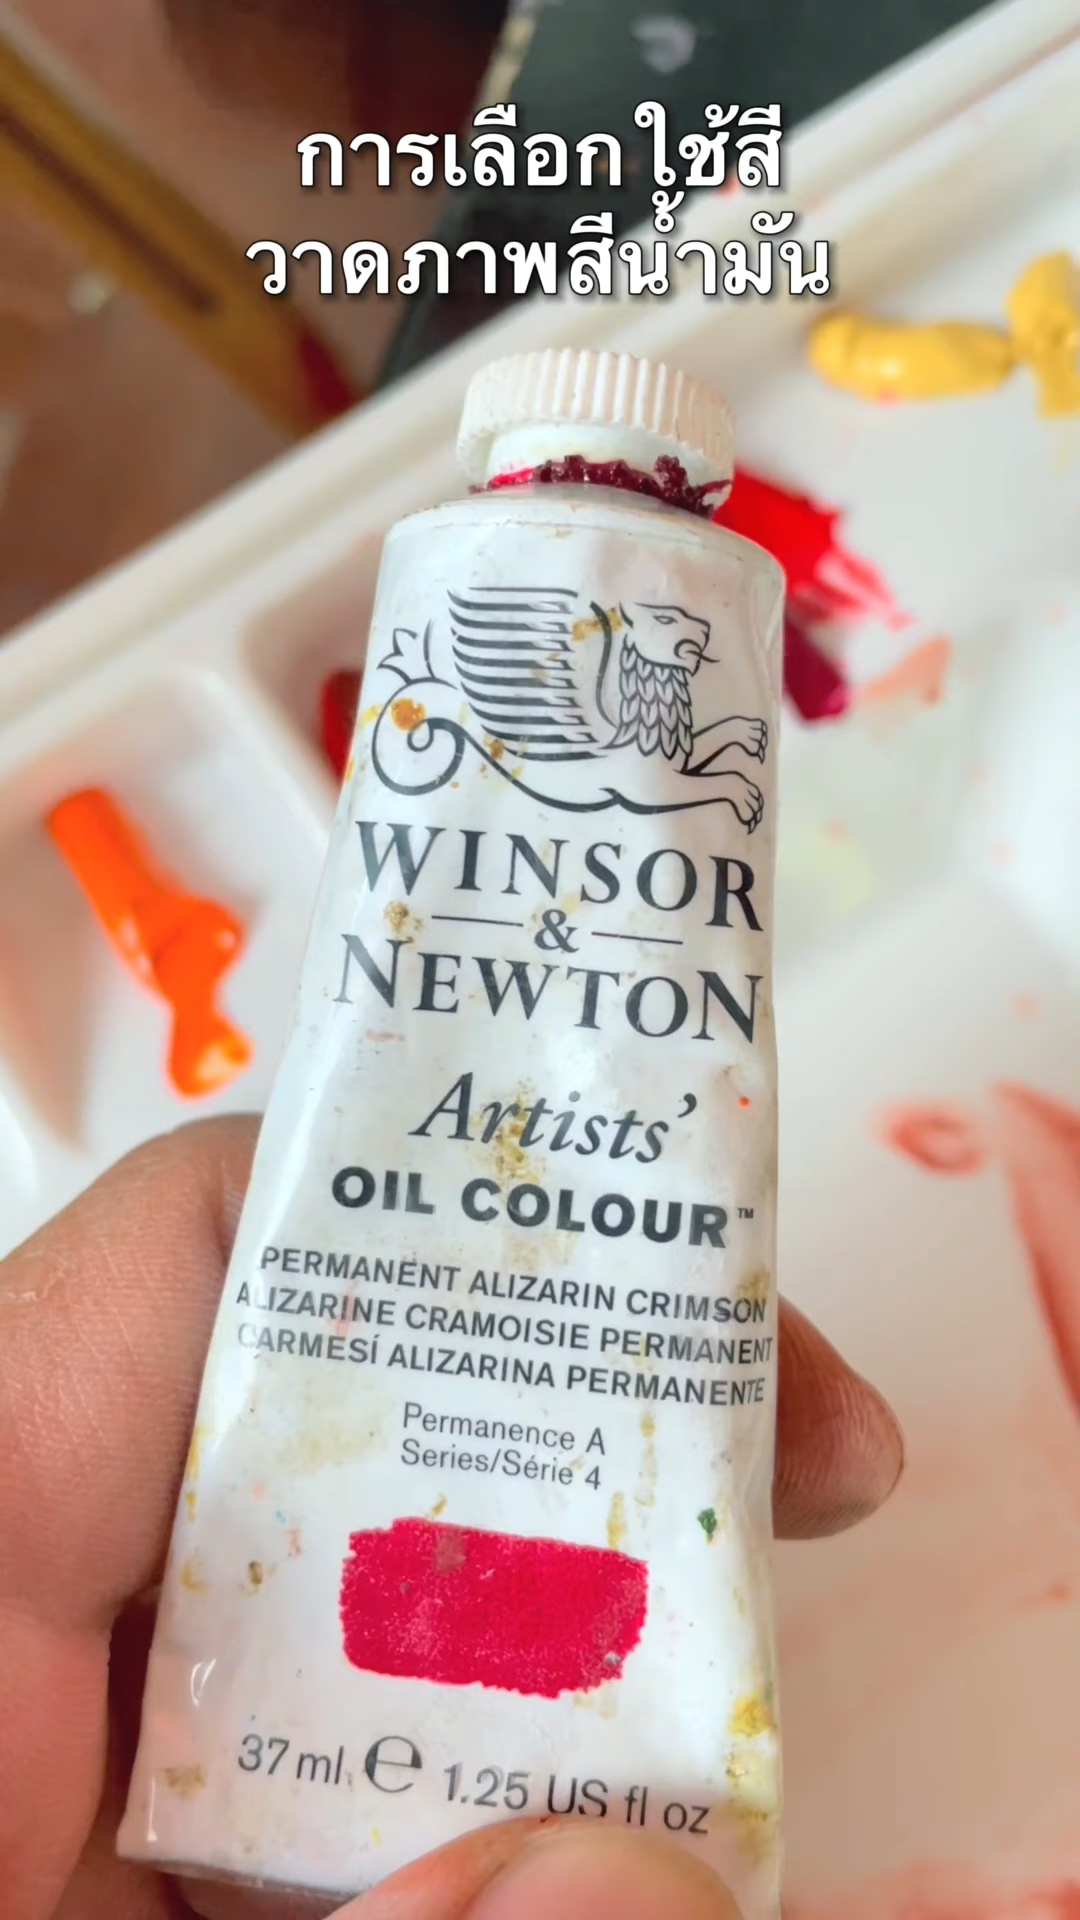 การเลือกใช้สี
วาดภาพสีน้ำมัน
WINSOR
&
NEWTON
Artists’
OIL COLOUR™
PERMANENT ALIZARIN CRIMSON
ALIZARINE CRAMOISIE PERMANENT
CARMESÍ ALIZARINA PERMANENTE
Permanence A
Series/Série 4
37 ml ℮ 1.25 US fl oz